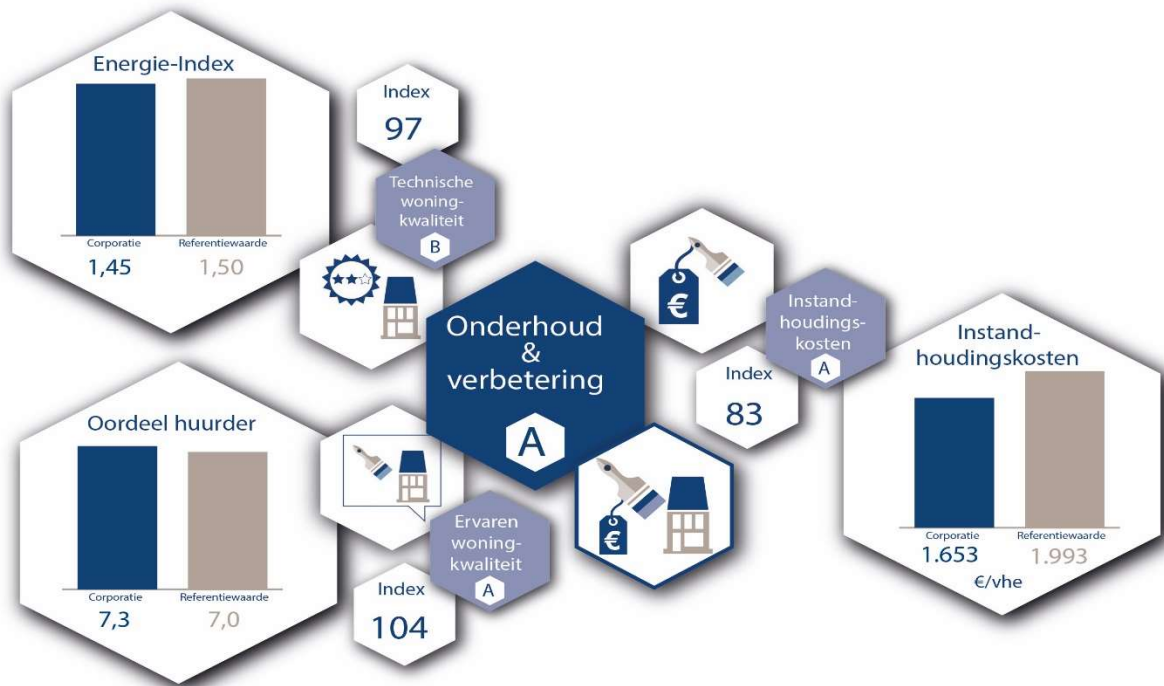 Energie-Index
Corporatie
Referentiewaarde
1,45
1,50
Index
97
Technische
woning-
kwaliteit
B
Onderhoud
&
verbetering
A
€
Instand-
houdings-
kosten
A
Index
83
Instand-
houdingskosten
Corporatie
Referentiewaarde
1.653
1.993
€/vhe
Oordeel huurder
Corporatie
Referentiewaarde
7,3
7,0
Ervaren
woning-
kwaliteit
A
Index
104
€